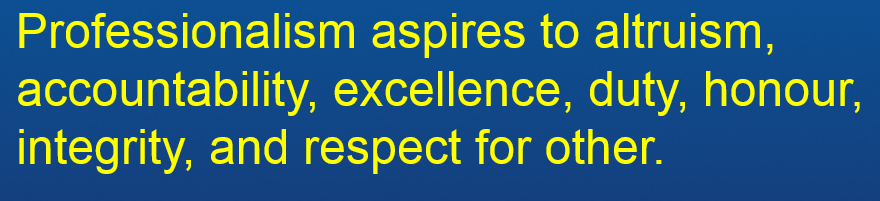 Professionalism aspires to altruism,
accountability, excellence, duty, honour,
integrity, and respect for other.